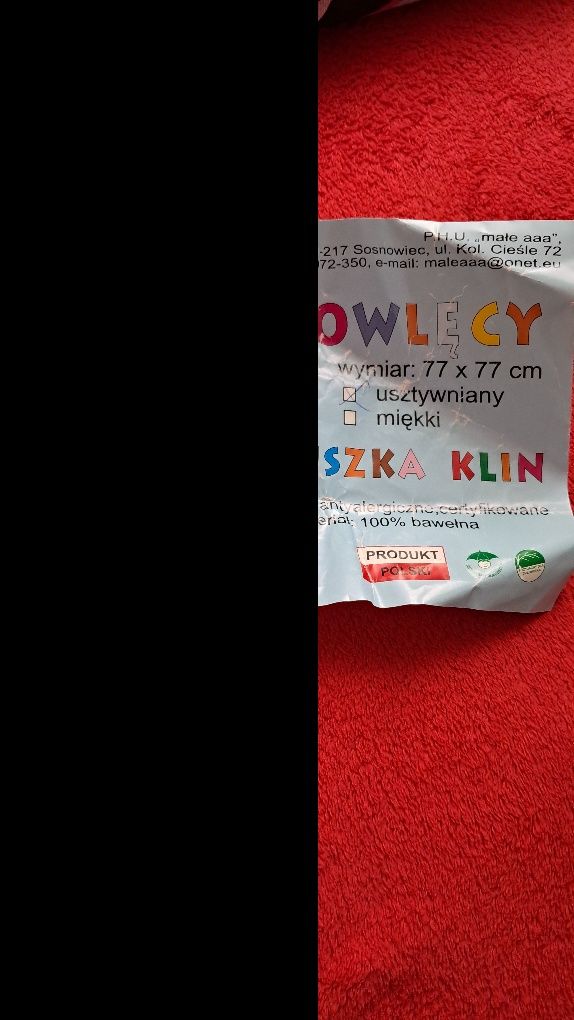 P.H.U. „małe aaa",
-217 Sosnowiec, ul. Kol. Cieśle 72
72-350, e-mail: maleaaa@onet.eu
OWLĘCY
wymiar: 77 x 77 cm
usztywniany
miękki
SZKA KLIN
antyalergiczne,certyfikowane
100% bawełna
PRODUKT
POLSKI